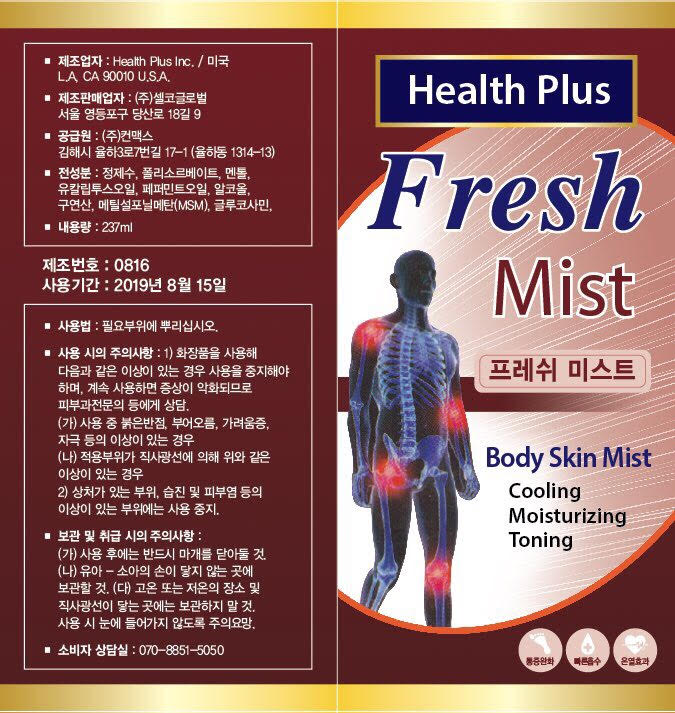 ■ 제조업자 : Health Plus Inc. / 미국
L.A, CA 90010 U.S.A.
■ 제조판매업자 : (주)셀코글로벌
서울 영등포구 당산로 18길 9
■ 공급원 : (주)컨맥스
김해시 율하3로7번길 17-1 (율하동 1314-13)
■ 전성분 : 정제수, 폴리소르베이트, 멘톨,
유칼립투스오일, 페퍼민트오일, 알코올,
구연산, 메틸설포닐메탄(MSM), 글루코사민,
■ 내용량 : 237ml
제조번호 : 0816
사용기간 : 2019년 8월 15일
■ 사용법 : 필요부위에 뿌리십시오.
■ 사용 시의 주의사항 : 1) 화장품을 사용해
다음과 같은 이상이 있는 경우 사용을 중지해야
하며, 계속 사용하면 증상이 악화되므로
피부과전문의 등에게 상담.
(가) 사용 중 붉은반점, 부어오름, 가려움증,
자극 등의 이상이 있는 경우
(나) 적용부위가 직사광선에 의해 위와 같은
이상이 있는 경우
2) 상처가 있는 부위, 습진 및 피부염 등의
이상이 있는 부위에는 사용 중지.
■ 보관 및 취급 시의 주의사항 :
(가) 사용 후에는 반드시 마개를 닫아둘 것.
(나) 유아 - 소아의 손이 닿지 않는 곳에
보관할 것. (다) 고온 또는 저온의 장소 및
직사광선이 닿는 곳에는 보관하지 말 것.
사용 시 눈에 들어가지 않도록 주의요망.
■ 소비자 상담실 : 070-8851-5050
Health Plus
Fresh
Mist
프레쉬 미스트
Body Skin Mist
Cooling
Moisturizing
Toning
통증완화 빠른흡수 온열효과